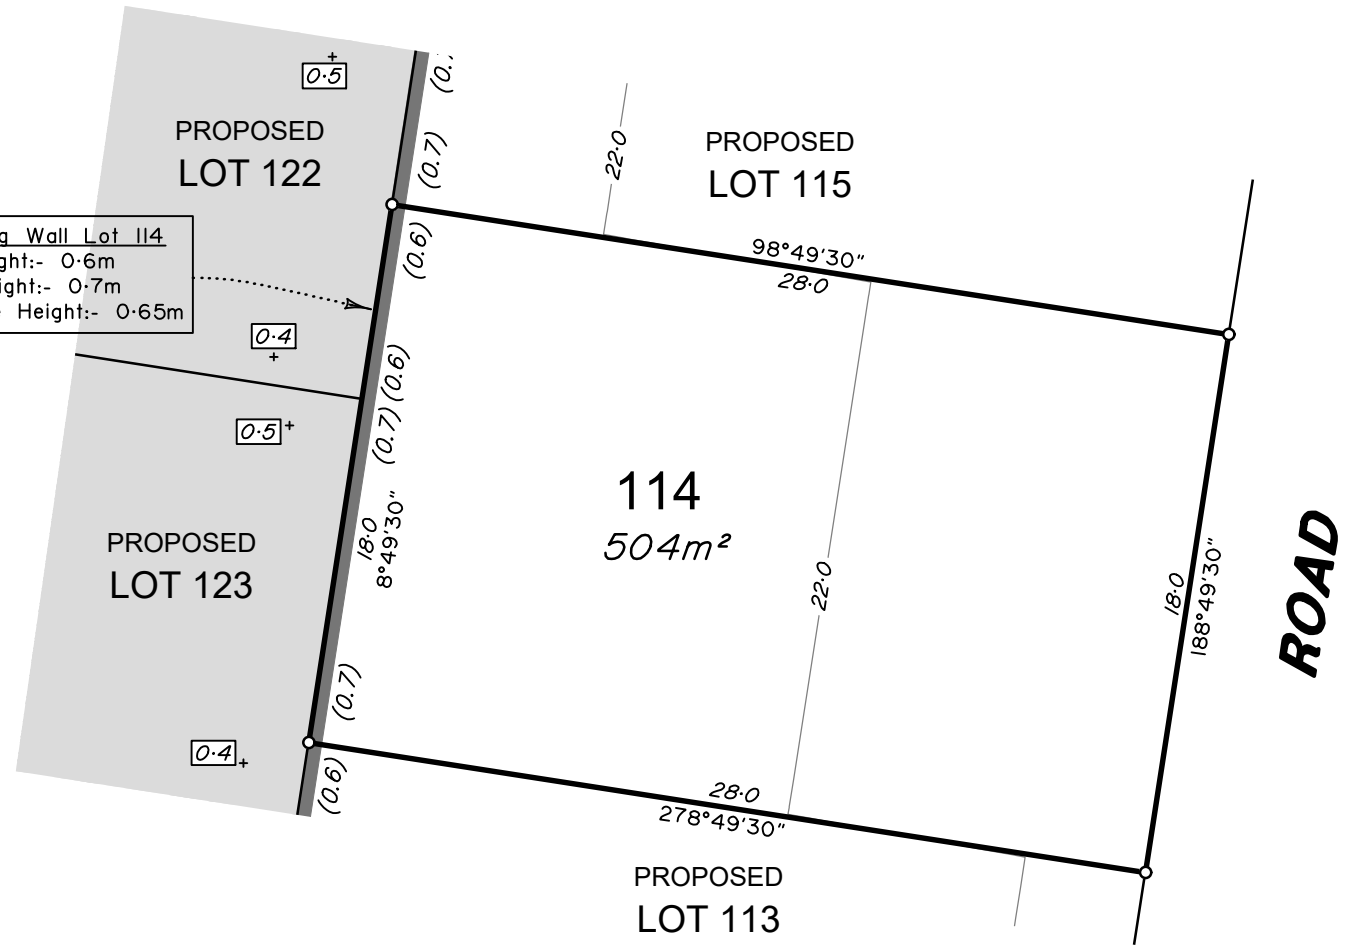 0·5
(0.7)
PROPOSED
LOT 122
22·0
PROPOSED
LOT 115
Wall Lot 114
0·6m
0·7m
Height:- 0·65m
(0.6)
98°49'30"
28·0
0·4
(0.6)
(0.7)
0·5
114
504m²
18·0
8°49'30"
PROPOSED
LOT 123
22·0
18·0
188°49'30"
ROAD
(0.7)
0·4
(0.6)
28·0
278°49'30"
PROPOSED
LOT 113